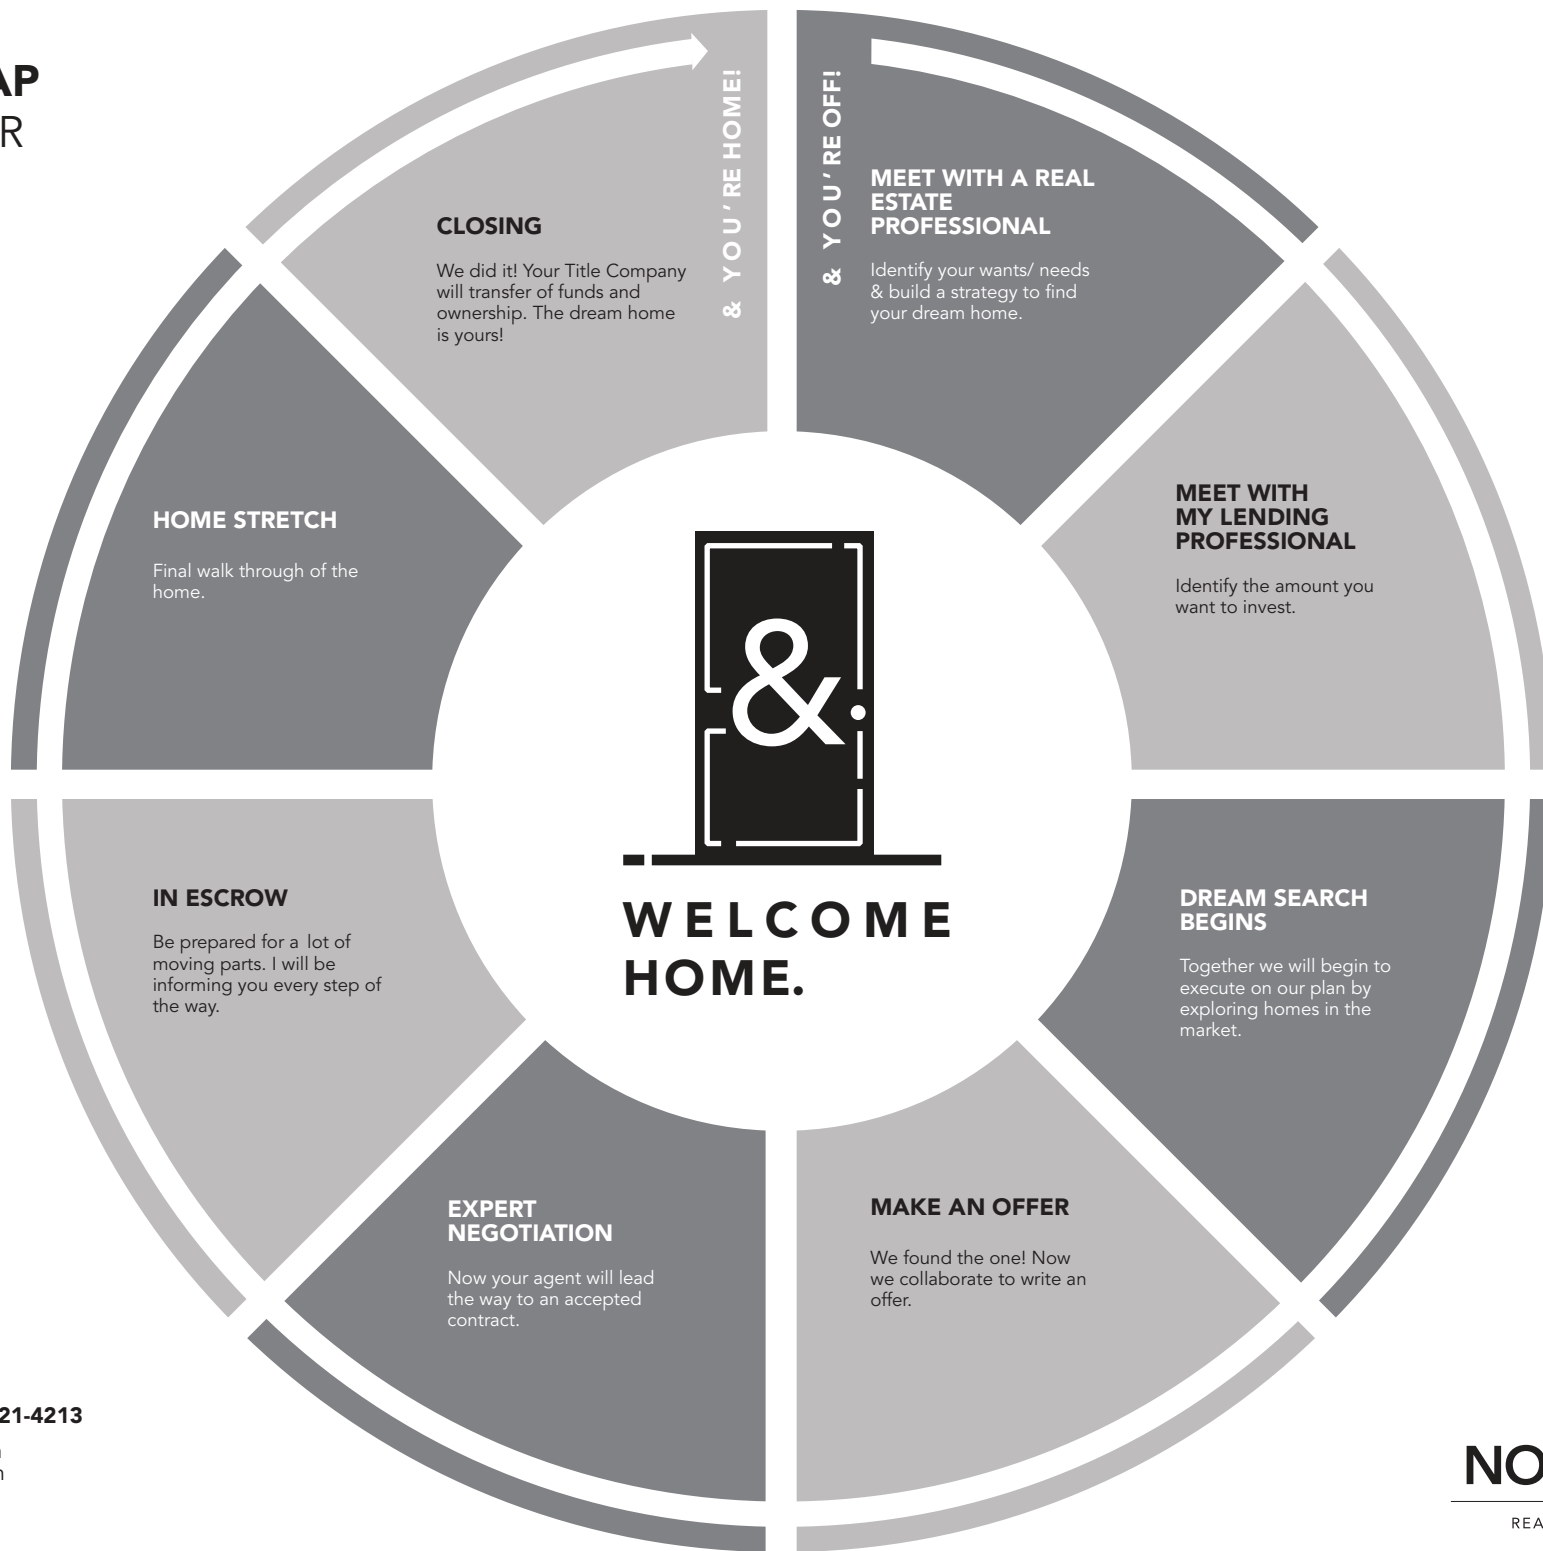 AP
R
& YOU'RE OFF!
MEET WITH A REAL
ESTATE
PROFESSIONAL
Identify your wants/ needs
& build a strategy to find
your dream home.
MEET WITH
MY LENDING
PROFESSIONAL
Identify the amount you
want to invest.
DREAM SEARCH
BEGINS
Together we will begin to
execute on our plan by
exploring homes in the
market.
MAKE AN OFFER
We found the one! Now
we collaborate to write an
offer.
EXPERT
NEGOTIATION
Now your agent will lead
the way to an accepted
contract.
IN ESCROW
Be prepared for a lot of
moving parts. I will be
informing you every step of
the way.
HOME STRETCH
Final walk through of the
home.
CLOSING
We did it! Your Title Company
will transfer of funds and
ownership. The dream home
is yours!
& YOU'RE HOME!
&
WELCOME
HOME.
21-4213
NO
REA